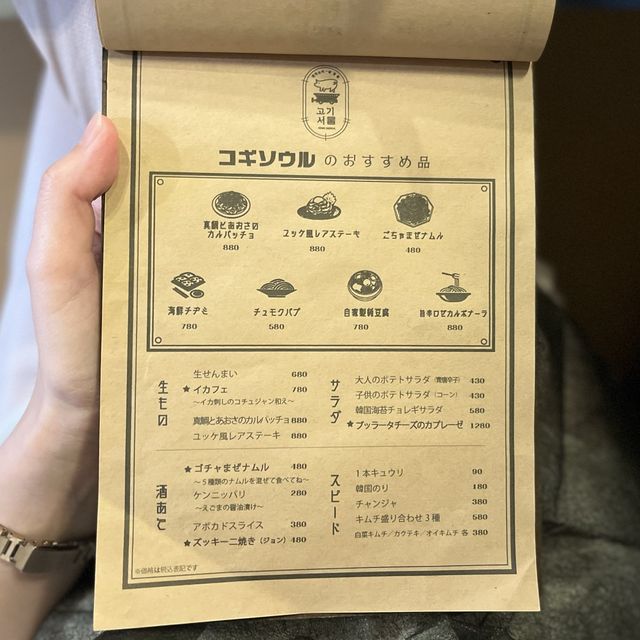 고기
서울
コギソウルのおすすめ品
真鯛とあおさの
カルパッチョ
880
ユッケ風レアステーキ
880
ごちゃまぜナムル
480
海鮮チヂミ
780
チュモクパプ
580
自家製純豆腐
780
旨辛ロゼカルボナーラ
880
生もの
生せんまい 680
★イカフェ 780
〜イカ刺しのコチュジャン和え〜
真鯛とあおさのカルパッチョ 880
ユッケ風レアステーキ 880
サラダ
大人のポテトサラダ（青唐辛子） 430
子供のポテトサラダ（コーン） 430
韓国海苔チョレギサラダ 580
★ブッラータチーズのカプレーゼ 1280
酒あて
★ゴチャまぜナムル 480
〜5種類のナムルを混ぜて食べてね〜
ケンニッパリ 280
〜えごまの醤油漬け〜
アボカドスライス 380
★ズッキーニ焼き（ジョン） 480
スピード
1本キュウリ 90
韓国のり 180
チャンジャ 380
キムチ盛り合わせ3種 580
白菜キムチ／カクテキ／オイキムチ 各 380
※価格は税込表記です